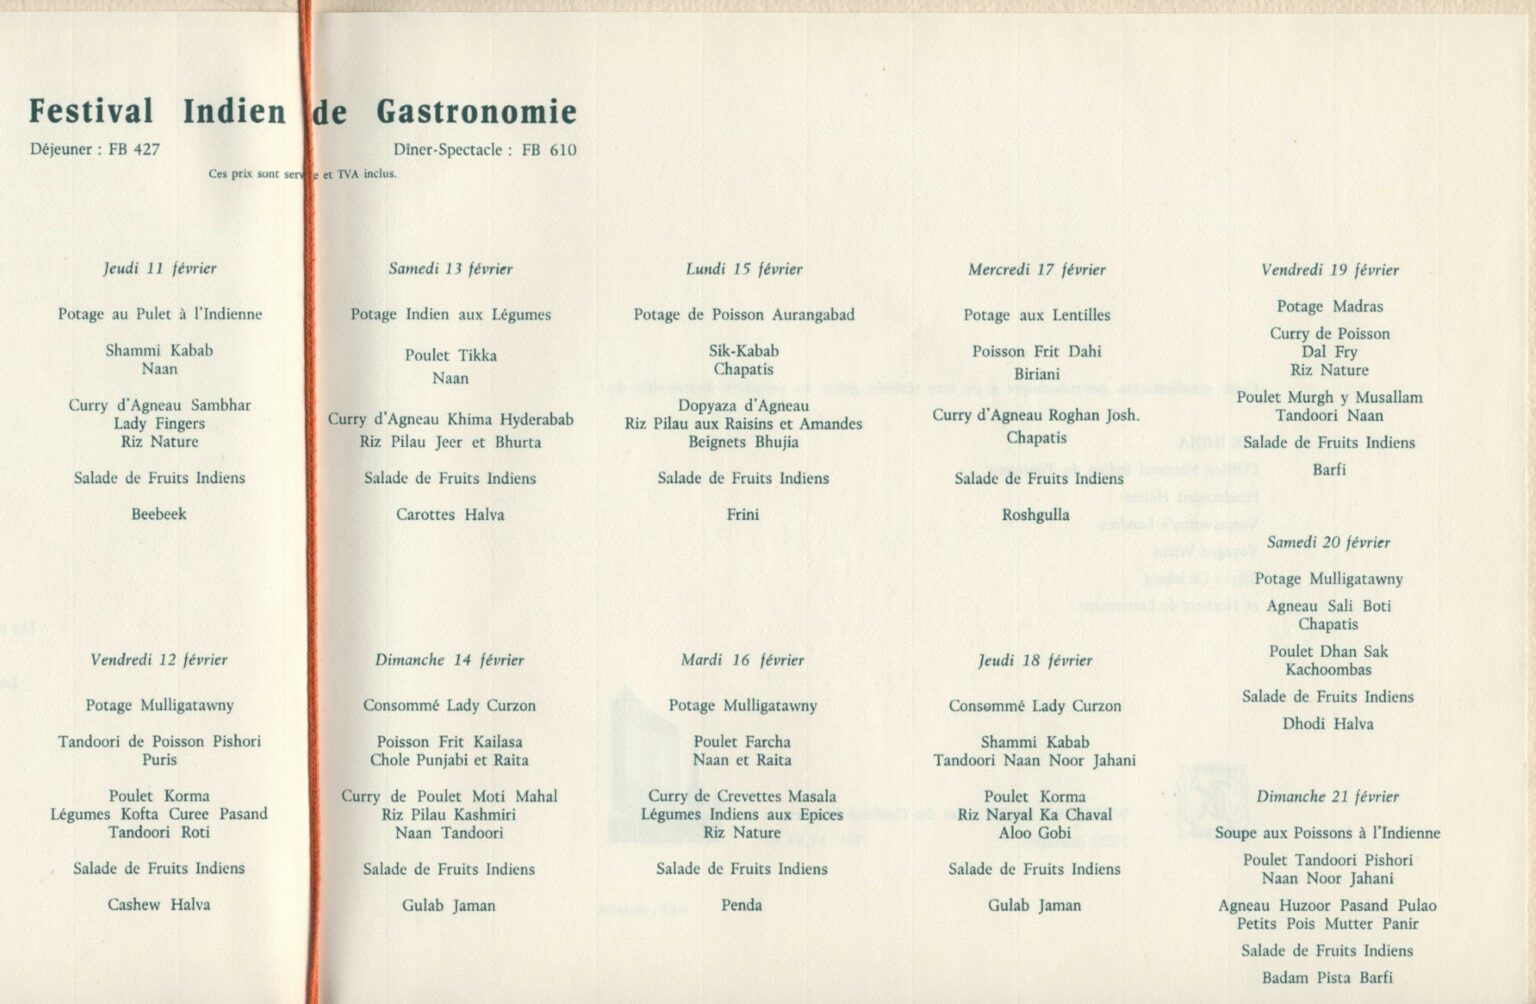 Festival Indien de Gastronomie
Déjeuner : FB 427
Dîner-Spectacle : FB 610
Ces prix sont et TVA inclus.
Jeudi 11 février
Potage au Pulet à l'Indienne
Shammi Kabab
Naan
Curry d'Agneau Sambhar
Lady Fingers
Riz Nature
Salade de Fruits Indiens
Beebeek
Vendredi 12 février
Potage Mulligatawny
Tandoori de Poisson Pishori
Puris
Poulet Korma
Légumes Kofta Curee Pasand
Tandoori Roti
Salade de Fruits Indiens
Cashew Halva
Samedi 13 février
Potage Indien aux Légumes
Poulet Tikka
Naan
Curry d'Agneau Khima Hyderabab
Riz Pilau Jeer et Bhurta
Salade de Fruits Indiens
Carottes Halva
Dimanche 14 février
Consommé Lady Curzon
Poisson Frit Kailasa
Chole Punjabi et Raita
Curry de Poulet Moti Mahal
Riz Pilau Kashmiri
Naan Tandoori
Salade de Fruits Indiens
Gulab Jaman
Lundi 15 février
Potage de Poisson Aurangabad
Sik-Kabab
Chapatis
Dopyaza d'Agneau
Riz Pilau aux Raisins et Amandes
Beignets Bhujia
Salade de Fruits Indiens
Frini
Mardi 16 février
Potage Mulligatawny
Poulet Farcha
Naan et Raita
Curry de Crevettes Masala
Légumes Indiens aux Epices
Riz Nature
Salade de Fruits Indiens
Penda
Mercredi 17 février
Potage aux Lentilles
Poisson Frit Dahi
Biriani
Curry d'Agneau Roghan Josh.
Chapatis
Salade de Fruits Indiens
Roshgulla
Jeudi 18 février
Consommé Lady Curzon
Shammi Kabab
Tandoori Naan Noor Jahani
Poulet Korma
Riz Naryal Ka Chaval
Aloo Gobi
Salade de Fruits Indiens
Gulab Jaman
Vendredi 19 février
Potage Madras
Curry de Poisson
Dal Fry
Riz Nature
Poulet Murgh y Musallam
Tandoori Naan
Salade de Fruits Indiens
Barfi
Samedi 20 février
Potage Mulligatawny
Agneau Sali Boti
Chapatis
Poulet Dhan Sak
Kachoombas
Salade de Fruits Indiens
Dhodi Halva
Dimanche 21 février
Soupe aux Poissons à l'Indienne
Poulet Tandoori Pishori
Naan Noor Jahani
Agneau Huzoor Pasand Pulao
Petits Pois Mutter Panir
Salade de Fruits Indiens
Badam Pista Barfi